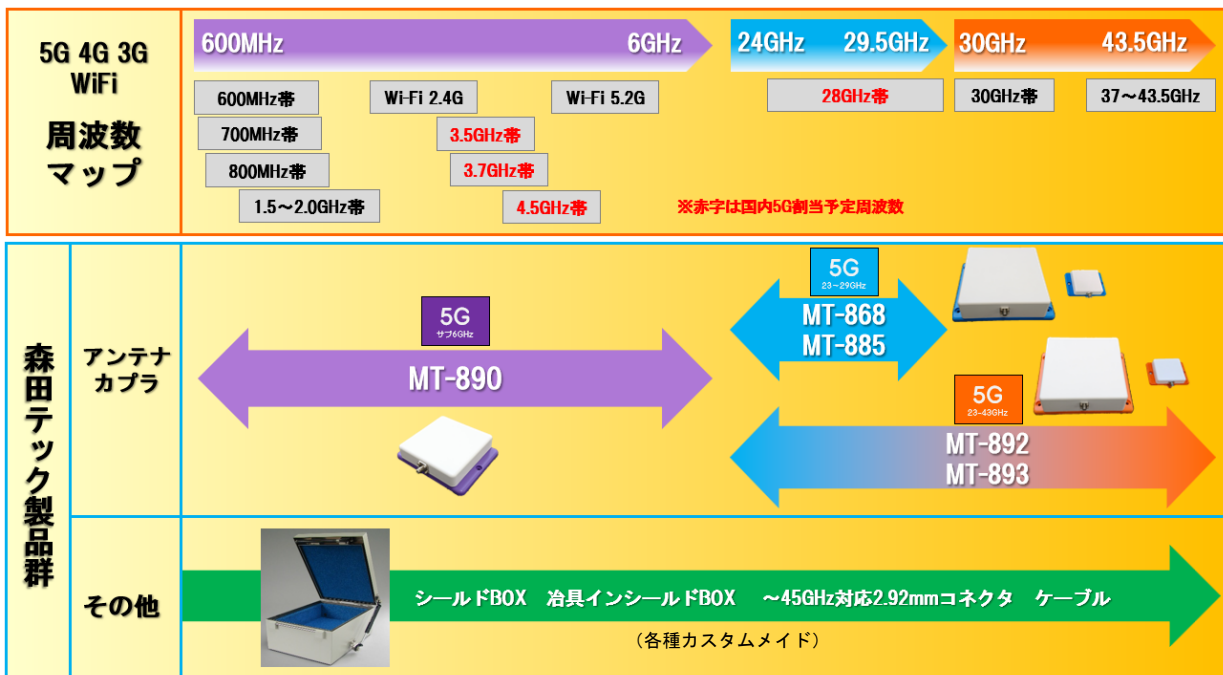 5G 4G 3G
WiFi
周波数
マップ
600MHz
6GHz
24GHz
29.5GHz
30GHz
43.5GHz
600MHz帯
Wi-Fi 2.4G
Wi-Fi 5.2G
28GHz帯
30GHz帯
37～43.5GHz
700MHz帯
3.5GHz帯
800MHz帯
3.7GHz帯
1.5～2.0GHz帯
4.5GHz帯
※赤字は国内5G割当予定周波数
森田テック製品群
アンテナ
カプラ
5G
サブ6GHz
MT-890
5G
23～29GHz
MT-868
MT-885
5G
23-43GHz
MT-892
MT-893
その他
シールドBOX 冶具インシールドBOX ～45GHz対応2.92mmコネクタ ケーブル
（各種カスタムメイド）